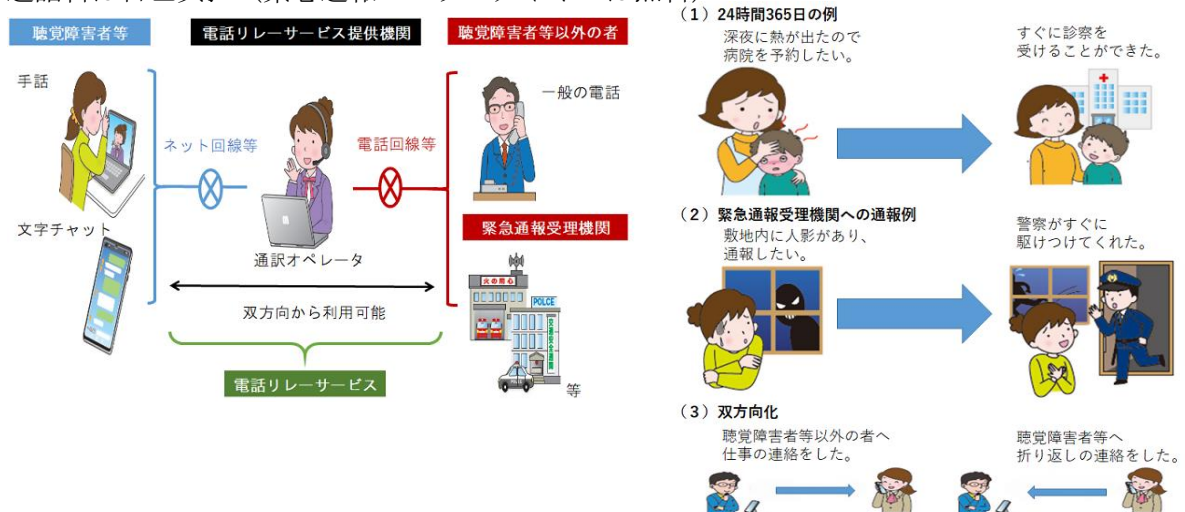 聴覚障害者等
電話リレーサービス提供機関
聴覚障害者等以外の者
手話
ネット回線等
電話回線等
一般の電話
文字チャット
通訳オペレータ
緊急通報受理機関
火の用心
POLCE
交通安全週間
双方向から利用可能
等
電話リレーサービス
（1）24時間365日の例
深夜に熱が出たので
病院を予約したい。
すぐに診察を
受けることができた。
（2）緊急通報受理機関への通報例
敷地内に人影があり、
通報したい。
警察がすぐに
駆けつけてくれた。
（3）双方向化
聴覚障害者等以外の者へ
仕事の連絡をした。
聴覚障害者等へ
折り返しの連絡をした。